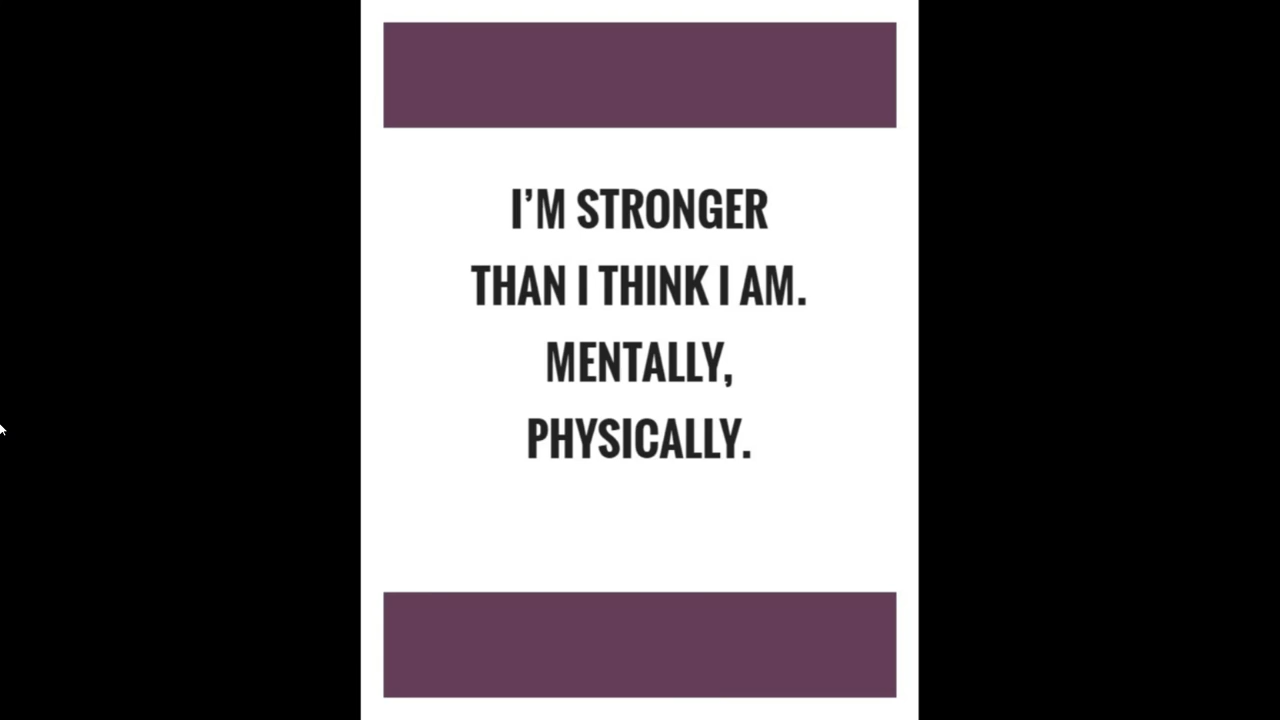 I’M STRONGER
THAN I THINK I AM.
MENTALLY,
PHYSICALLY.